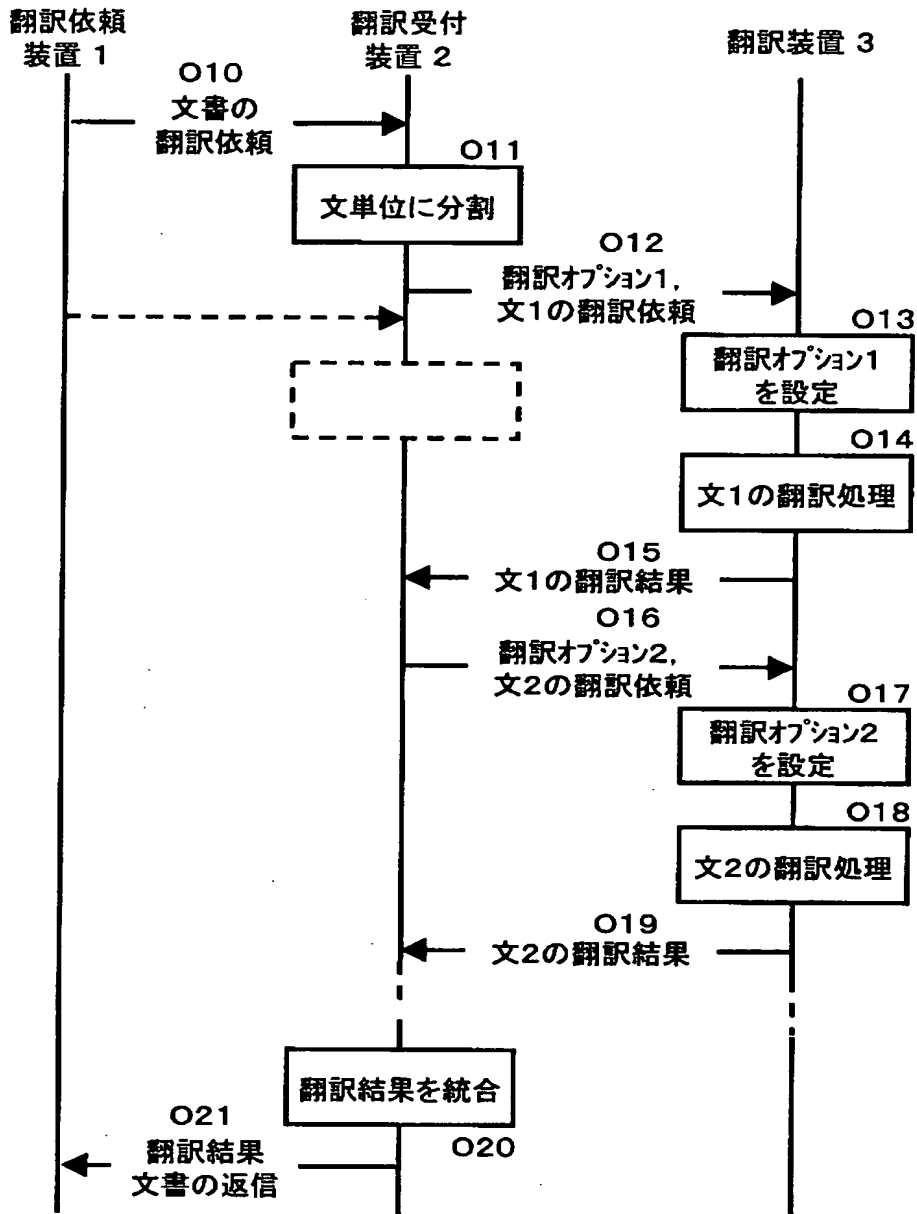 翻訳依頼
装置 1
翻訳受付
装置 2
翻訳装置 3
O10
文書の
翻訳依頼
O11
文単位に分割
O12
翻訳オプション1,
文1の翻訳依頼
O13
翻訳オプション1
を設定
O14
文1の翻訳処理
O15
文1の翻訳結果
O16
翻訳オプション2,
文2の翻訳依頼
O17
翻訳オプション2
を設定
O18
文2の翻訳処理
O19
文2の翻訳結果
翻訳結果を統合
O20
O21
翻訳結果
文書の返信